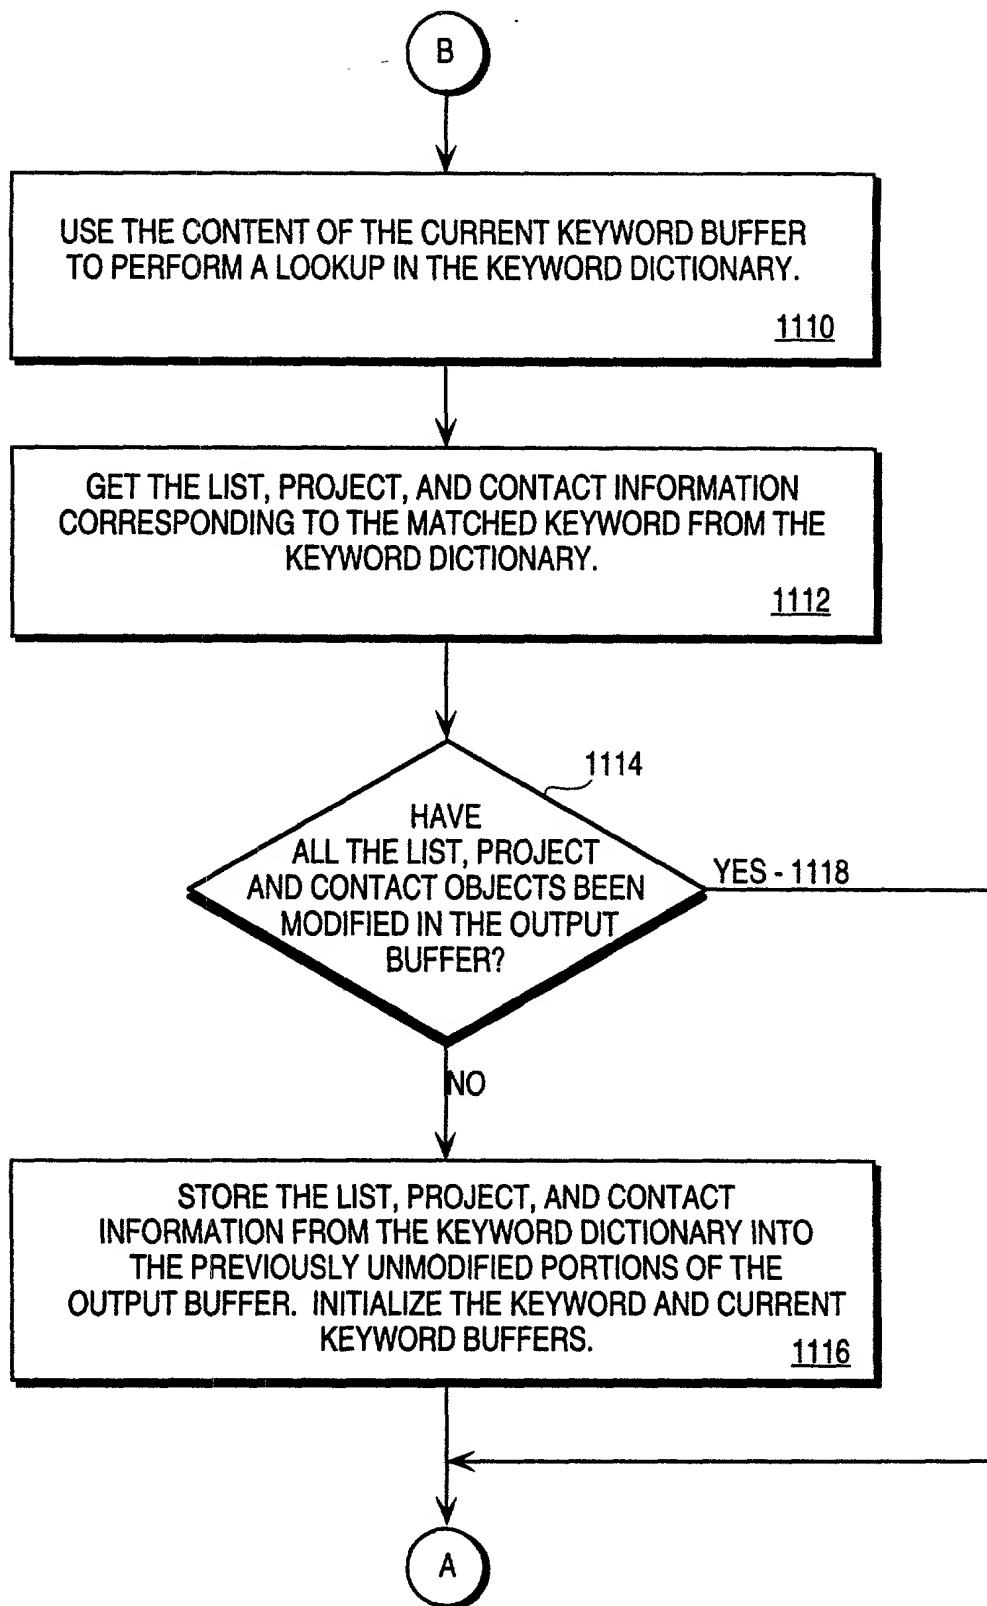 B
USE THE CONTENT OF THE CURRENT KEYWORD BUFFER
TO PERFORM A LOOKUP IN THE KEYWORD DICTIONARY.
1110
GET THE LIST, PROJECT, AND CONTACT INFORMATION
CORRESPONDING TO THE MATCHED KEYWORD FROM THE
KEYWORD DICTIONARY.
1112
1114
HAVE
ALL THE LIST, PROJECT
AND CONTACT OBJECTS BEEN
MODIFIED IN THE OUTPUT
BUFFER?
YES - 1118
NO
STORE THE LIST, PROJECT, AND CONTACT
INFORMATION FROM THE KEYWORD DICTIONARY INTO
THE PREVIOUSLY UNMODIFIED PORTIONS OF THE
OUTPUT BUFFER. INITIALIZE THE KEYWORD AND CURRENT
KEYWORD BUFFERS.
1116
A